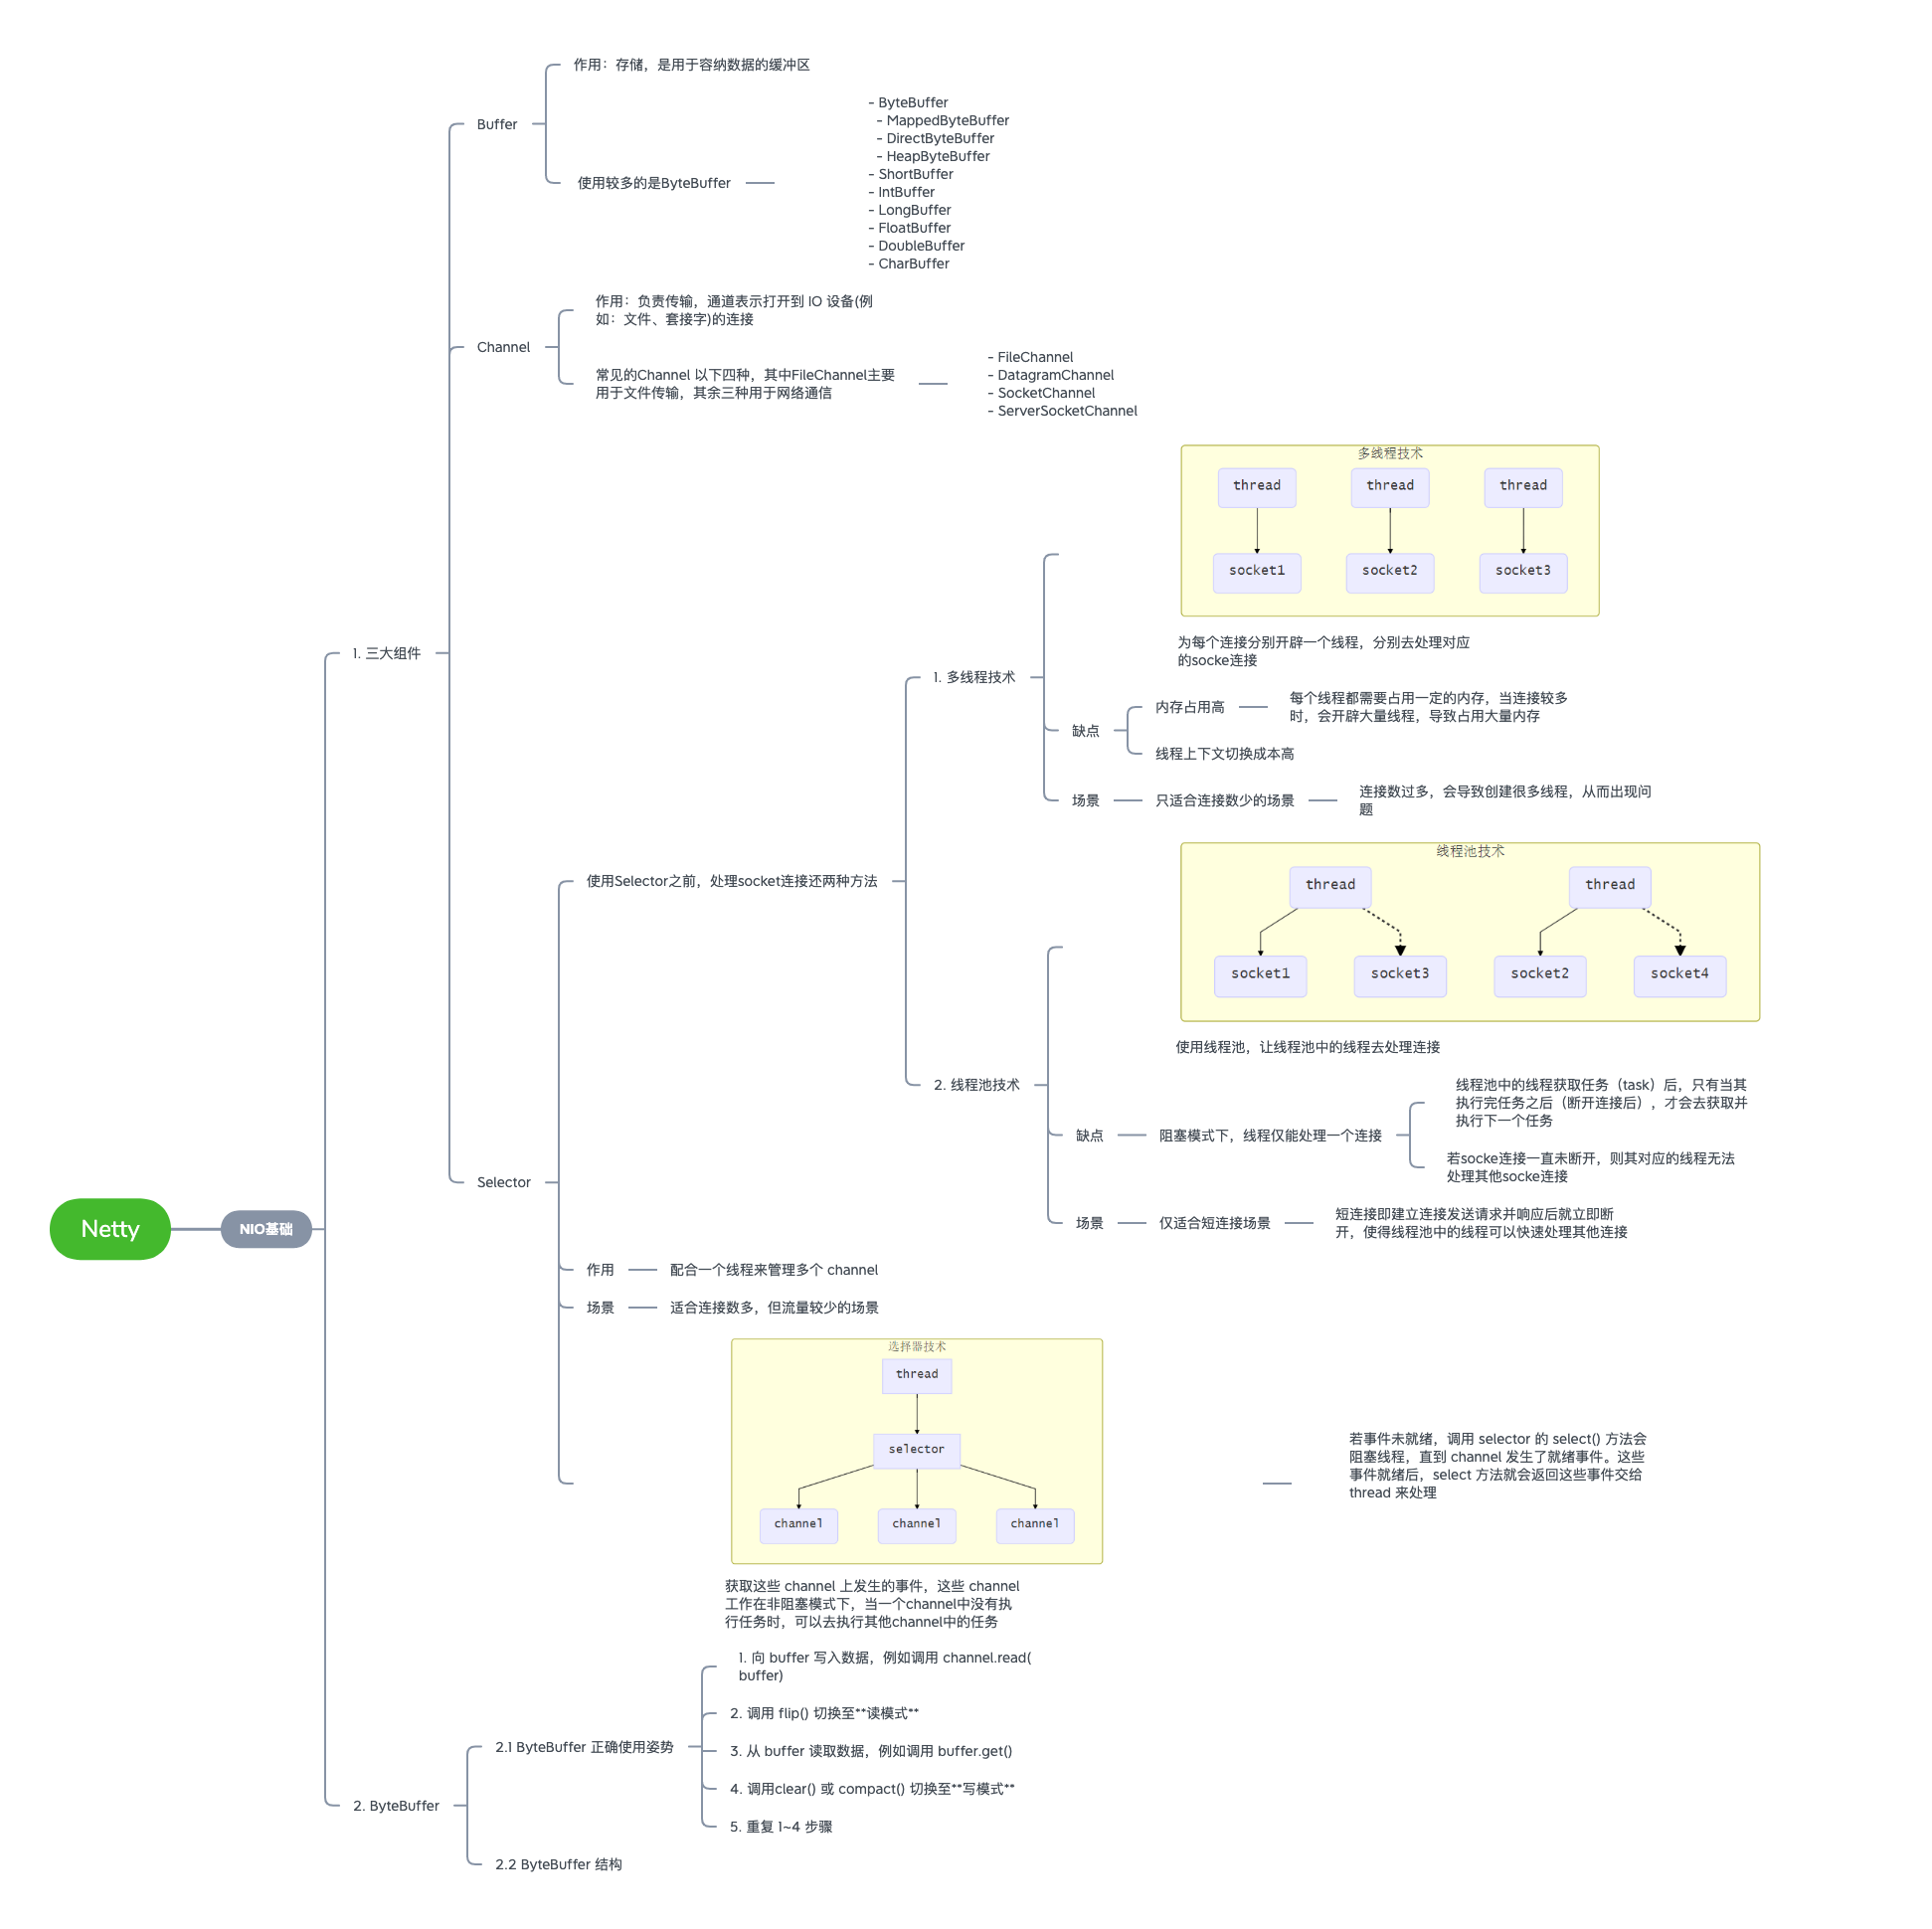 Netty
NIO基础
1. 三大组件
Buffer
作用：存储，是用于容纳数据的缓冲区
使用较多的是ByteBuffer
- ByteBuffer
- MappedByteBuffer
- DirectByteBuffer
- HeapByteBuffer
- ShortBuffer
- IntBuffer
- LongBuffer
- FloatBuffer
- DoubleBuffer
- CharBuffer
Channel
作用：负责传输，通道表示打开到 IO 设备(例
如：文件、套接字)的连接
常见的Channel 以下四种，其中FileChannel主要
用于文件传输，其余三种用于网络通信
- FileChannel
- DatagramChannel
- SocketChannel
- ServerSocketChannel
Selector
使用Selector之前，处理socket连接还两种方法
1. 多线程技术
多线程技术
thread
thread
thread
socket1
socket2
socket3
为每个连接分别开辟一个线程，分别去处理对应
的socke连接
缺点
内存占用高
每个线程都需要占用一定的内存，当连接较多
时，会开辟大量线程，导致占用大量内存
线程上下文切换成本高
场景
只适合连接数少的场景
连接数过多，会导致创建很多线程，从而出现问
题
2. 线程池技术
线程池技术
thread
thread
socket1
socket3
socket2
socket4
使用线程池，让线程池中的线程去处理连接
缺点
阻塞模式下，线程仅能处理一个连接
线程池中的线程获取任务（task）后，只有当其
执行完任务之后（断开连接后），才会去获取并
执行下一个任务
若socke连接一直未断开，则其对应的线程无法
处理其他socke连接
场景
仅适合短连接场景
短连接即建立连接发送请求并响应后就立即断
开，使得线程池中的线程可以快速处理其他连接
作用
配合一个线程来管理多个 channel
场景
适合连接数多，但流量较少的场景
选择器技术
thread
selector
channel
channel
channel
获取这些 channel 上发生的事件，这些 channel
工作在非阻塞模式下，当一个channel中没有执
行任务时，可以去执行其他channel中的任务
若事件未就绪，调用 selector 的 select() 方法会
阻塞线程，直到 channel 发生了就绪事件。这些
事件就绪后，select 方法就会返回这些事件交给
thread 来处理
2. ByteBuffer
2.1 ByteBuffer 正确使用姿势
1. 向 buffer 写入数据，例如调用 channel.read(
buffer)
2. 调用 flip() 切换至**读模式**
3. 从 buffer 读取数据，例如调用 buffer.get()
4. 调用clear() 或 compact() 切换至**写模式**
5. 重复 1~4 步骤
2.2 ByteBuffer 结构